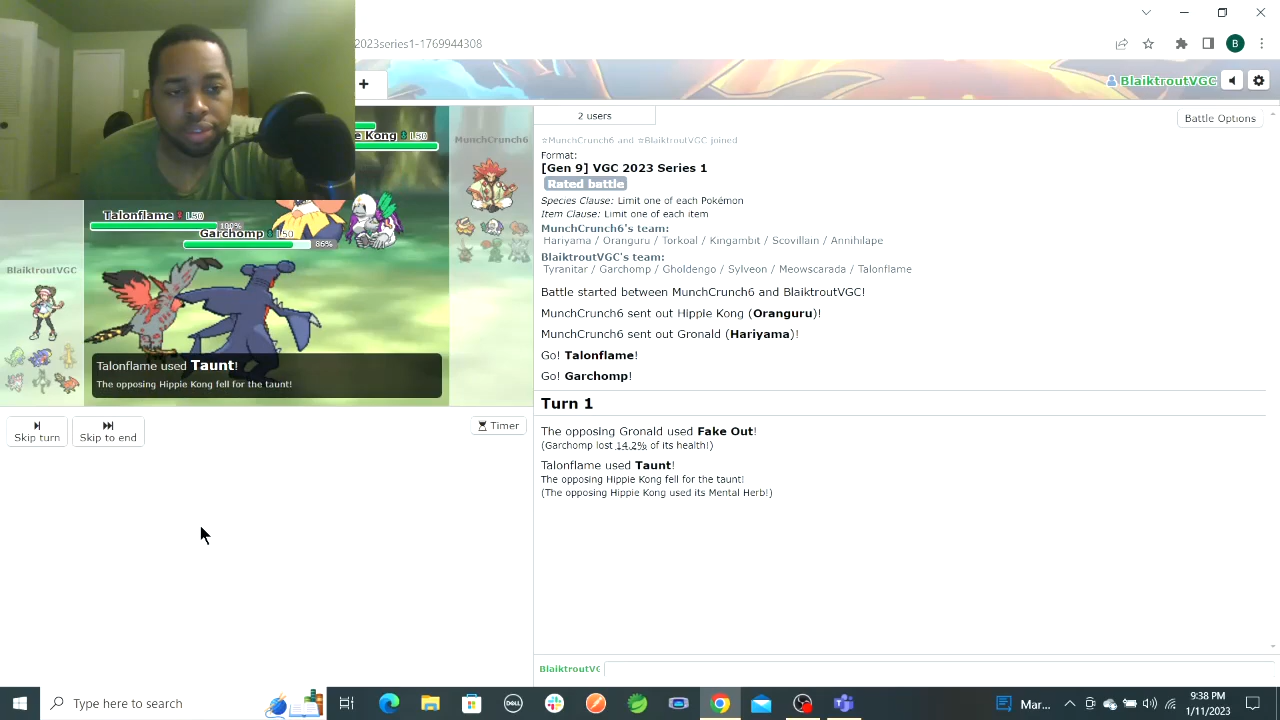 2023series1-1769944308
B
+
BlaiktroutVGC
2 users
Battle Options
☆MunchCrunch6 and ☆BlaiktroutVGC joined
Format:
[Gen 9] VGC 2023 Series 1
Rated battle
Species Clause: Limit one of each Pokémon
Item Clause: Limit one of each item
MunchCrunch6's team:
Hariyama / Oranguru / Torkoal / Kingambit / Scovillain / Annihilape
BlaiktroutVGC's team:
Tyranitar / Garchomp / Gholdengo / Sylveon / Meowscarada / Talonflame
Battle started between MunchCrunch6 and BlaiktroutVGC!
MunchCrunch6 sent out Hippie Kong (Oranguru)!
MunchCrunch6 sent out Gronald (Hariyama)!
Go! Talonflame!
Go! Garchomp!
Turn 1
The opposing Gronald used Fake Out!
(Garchomp lost 14.2% of its health!)
Talonflame used Taunt!
The opposing Hippie Kong fell for the taunt!
(The opposing Hippie Kong used its Mental Herb!)
BlaiktroutVG
e Kong L50
MunchCrunch6
Talonflame L50
100%
Garchomp L50
86%
BlaiktroutVGC
Talonflame used Taunt!
The opposing Hippie Kong fell for the taunt!
Skip turn
Skip to end
Timer
Type here to search
Mar...
9:38 PM
1/11/2023